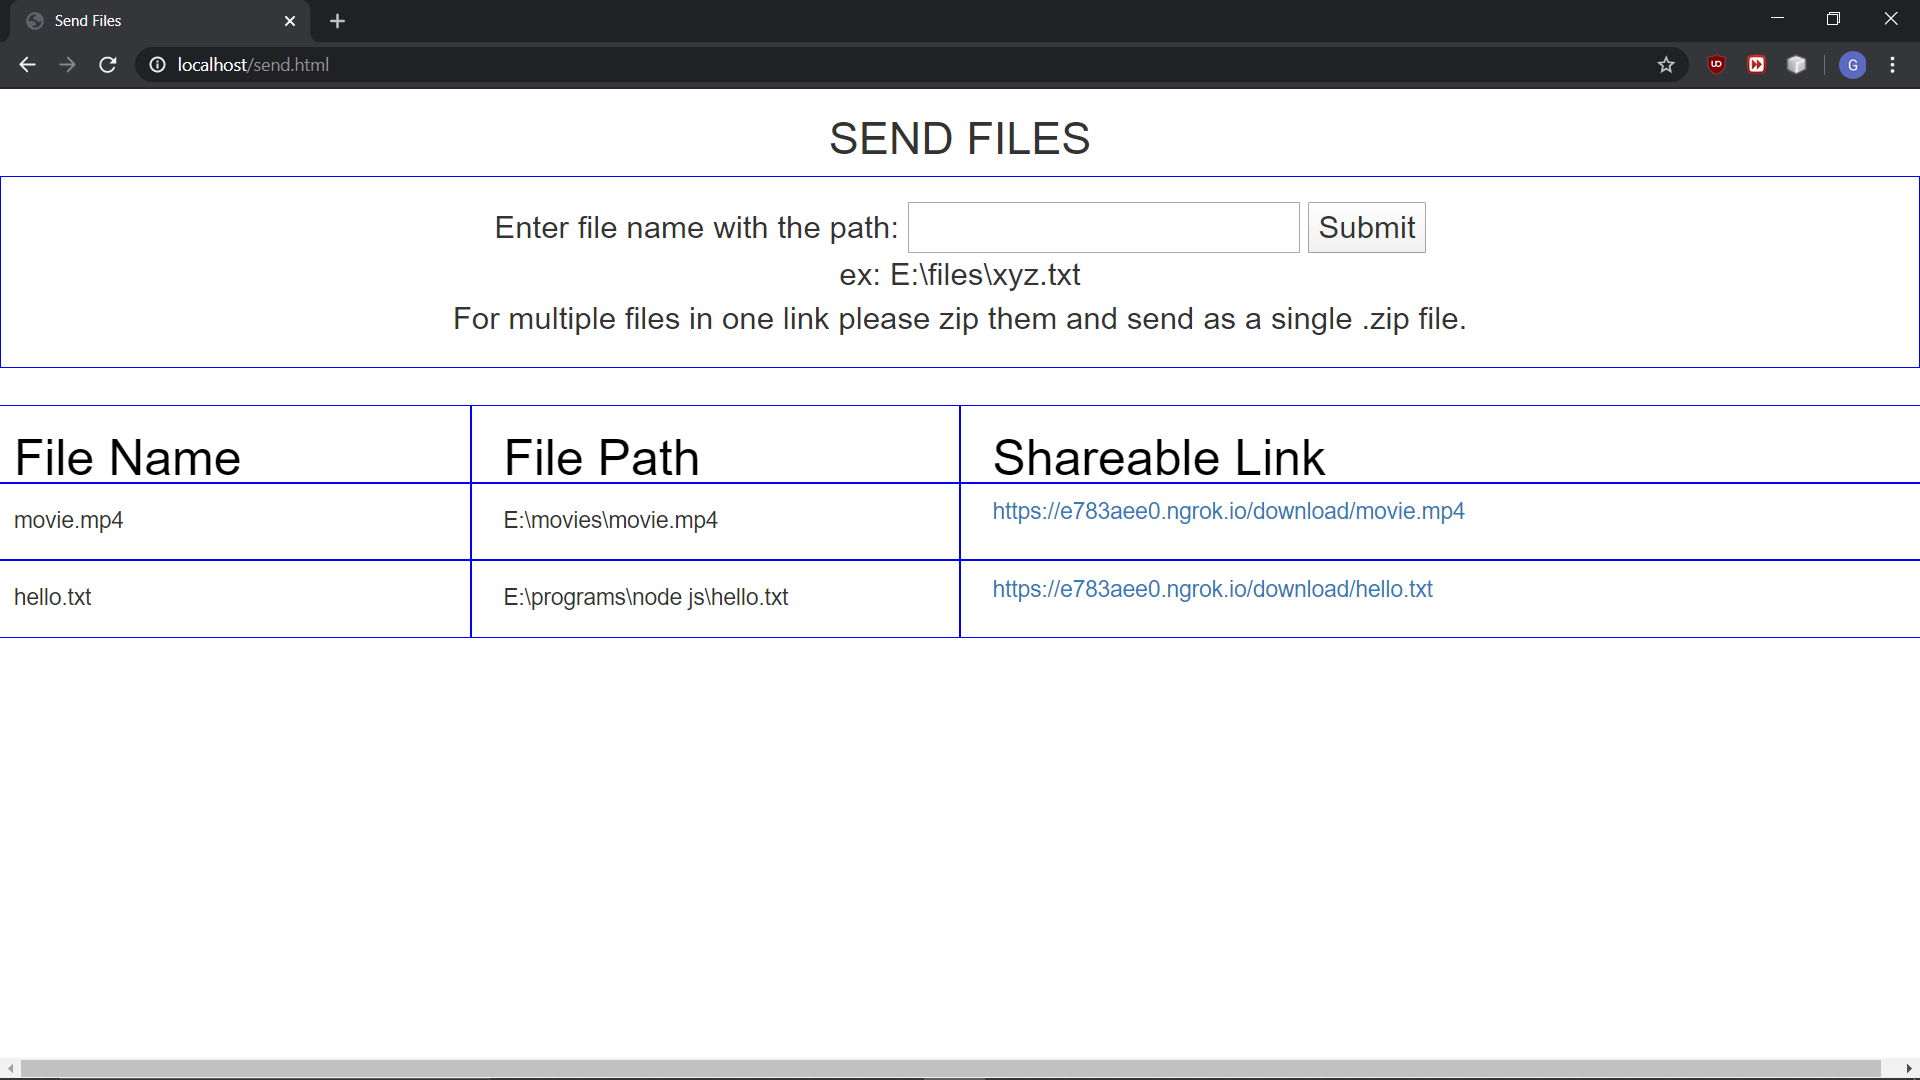 Send Files
localhost/send.html
G
SEND FILES
Enter file name with the path: Submit
ex: E:\files\xyz.txt
For multiple files in one link please zip them and send as a single .zip file.
File Name File Path Shareable Link
movie.mp4 E:\movies\movie.mp4 https://e783aee0.ngrok.io/download/movie.mp4
hello.txt E:\programs\node js\hello.txt https://e783aee0.ngrok.io/download/hello.txt